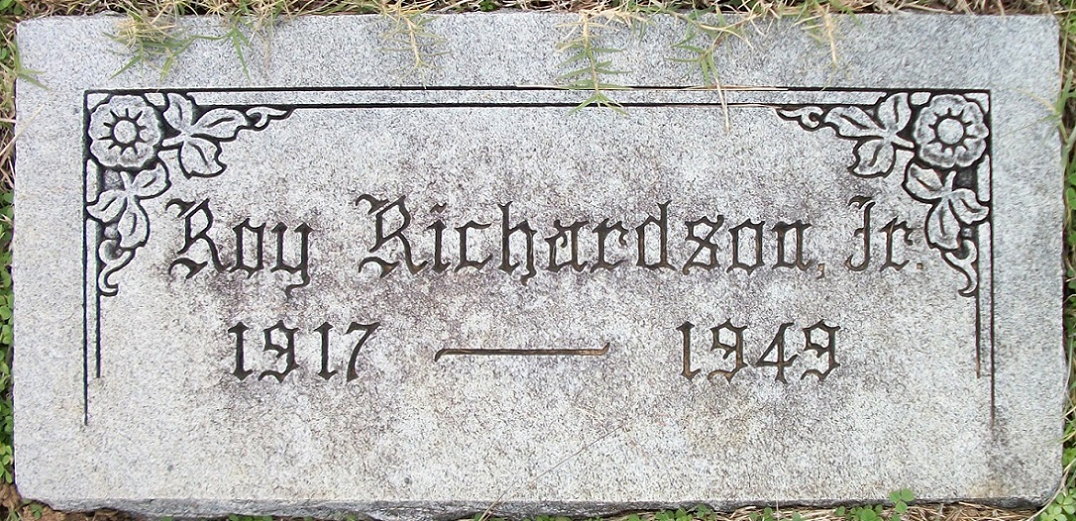 Roy Richardson, Jr.
1917 — 1949